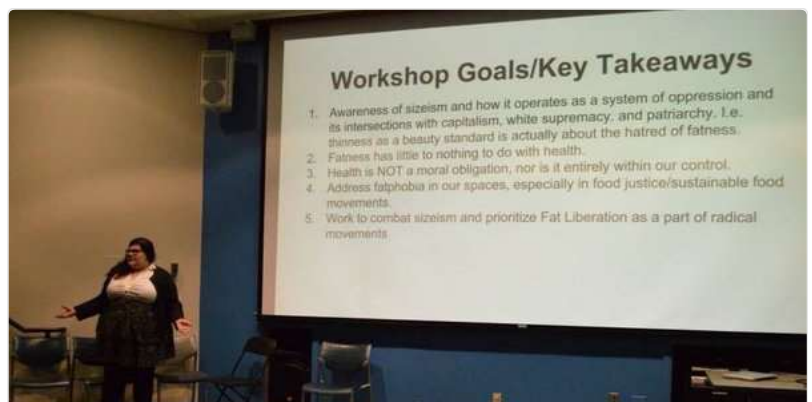 Workshop Goals/Key Takeaways
1. Awareness of sizeism and how it operates as a system of oppression and
its intersections with capitalism, white supremacy, and patriarchy. I.e.
thinness as a beauty standard is actually about the hatred of fatness.
2. Fatness has little to nothing to do with health.
3. Health is NOT a moral obligation, nor is it entirely within our control.
4. Address fatphobia in our spaces, especially in food justice/sustainable food
movements.
5. Work to combat sizeism and prioritize Fat Liberation as a part of radical
movements